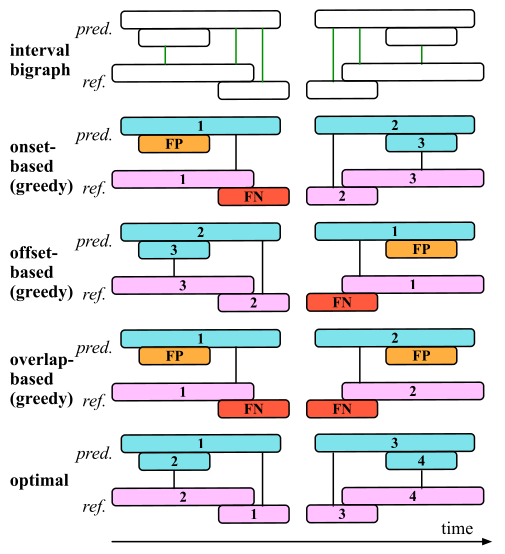 interval
bigraph
pred.
ref.
onset-
based
(greedy)
pred.
1
2
FP
3
ref.
1
3
FN
2
offset-
based
(greedy)
pred.
2
1
3
FP
ref.
3
1
2
FN
overlap-
based
(greedy)
pred.
1
2
FP
FP
ref.
1
2
FN
FN
optimal
pred.
1
3
2
4
ref.
2
4
1
3
time